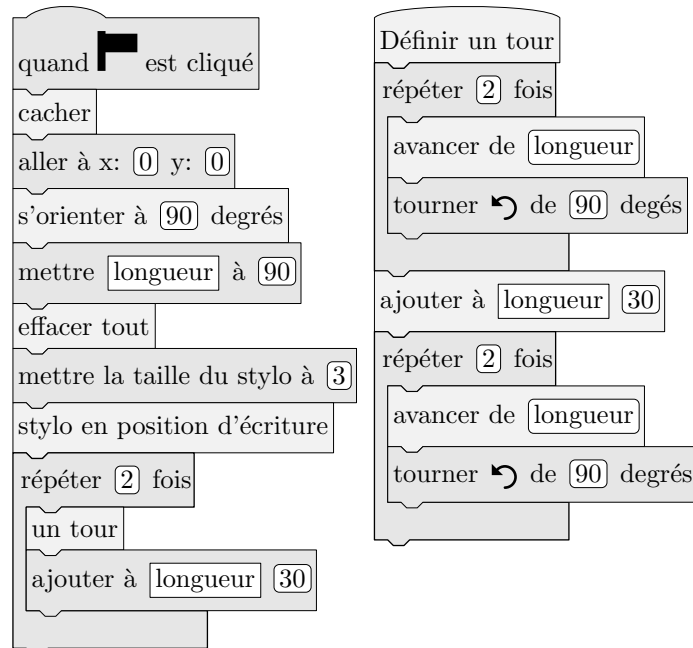 quand est cliqué
cacher
aller à x: 0 y: 0
s'orienter à 90 degrés
mettre longueur à 90
effacer tout
mettre la taille du stylo à 3
stylo en position d'écriture
répéter 2 fois
un tour
ajouter à longueur 30
Définir un tour
répéter 2 fois
avancer de longueur
tourner de 90 degés
ajouter à longueur 30
répéter 2 fois
avancer de longueur
tourner de 90 degrés